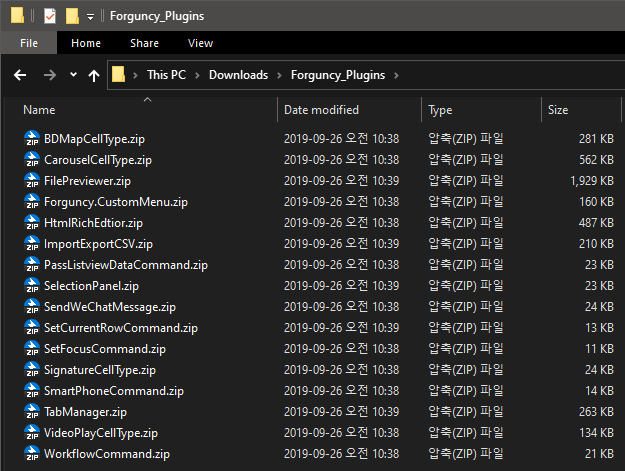 Forguncy_Plugins
File Home Share View
This PC Downloads Forguncy_Plugins
Name Date modified Type Size
BDMapCellType.zip 2019-09-26 오전 10:38 압축(ZIP) 파일 281 KB
CarouselCellType.zip 2019-09-26 오전 10:38 압축(ZIP) 파일 562 KB
FilePreviewer.zip 2019-09-26 오전 10:39 압축(ZIP) 파일 1,929 KB
Forguncy.CustomMenu.zip 2019-09-26 오전 10:38 압축(ZIP) 파일 160 KB
HtmlRichEdtior.zip 2019-09-26 오전 10:38 압축(ZIP) 파일 487 KB
ImportExportCSV.zip 2019-09-26 오전 10:39 압축(ZIP) 파일 210 KB
PassListviewDataCommand.zip 2019-09-26 오전 10:38 압축(ZIP) 파일 23 KB
SelectionPanel.zip 2019-09-26 오전 10:39 압축(ZIP) 파일 23 KB
SendWeChatMessage.zip 2019-09-26 오전 10:38 압축(ZIP) 파일 24 KB
SetCurrentRowCommand.zip 2019-09-26 오전 10:39 압축(ZIP) 파일 13 KB
SetFocusCommand.zip 2019-09-26 오전 10:38 압축(ZIP) 파일 11 KB
SignatureCellType.zip 2019-09-26 오전 10:38 압축(ZIP) 파일 24 KB
SmartPhoneCommand.zip 2019-09-26 오전 10:38 압축(ZIP) 파일 14 KB
TabManager.zip 2019-09-26 오전 10:39 압축(ZIP) 파일 263 KB
VideoPlayCellType.zip 2019-09-26 오전 10:38 압축(ZIP) 파일 134 KB
WorkflowCommand.zip 2019-09-26 오전 10:38 압축(ZIP) 파일 21 KB